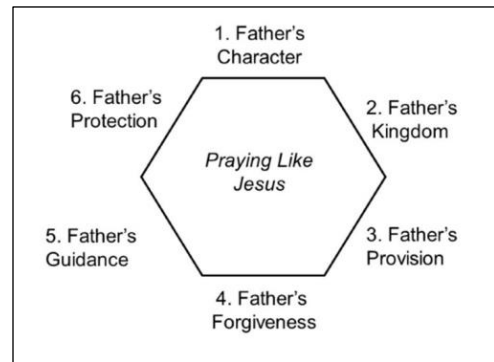 1. Father's
Character
2. Father's
Kingdom
3. Father's
Provision
4. Father's
Forgiveness
5. Father's
Guidance
6. Father's
Protection
Praying Like
Jesus